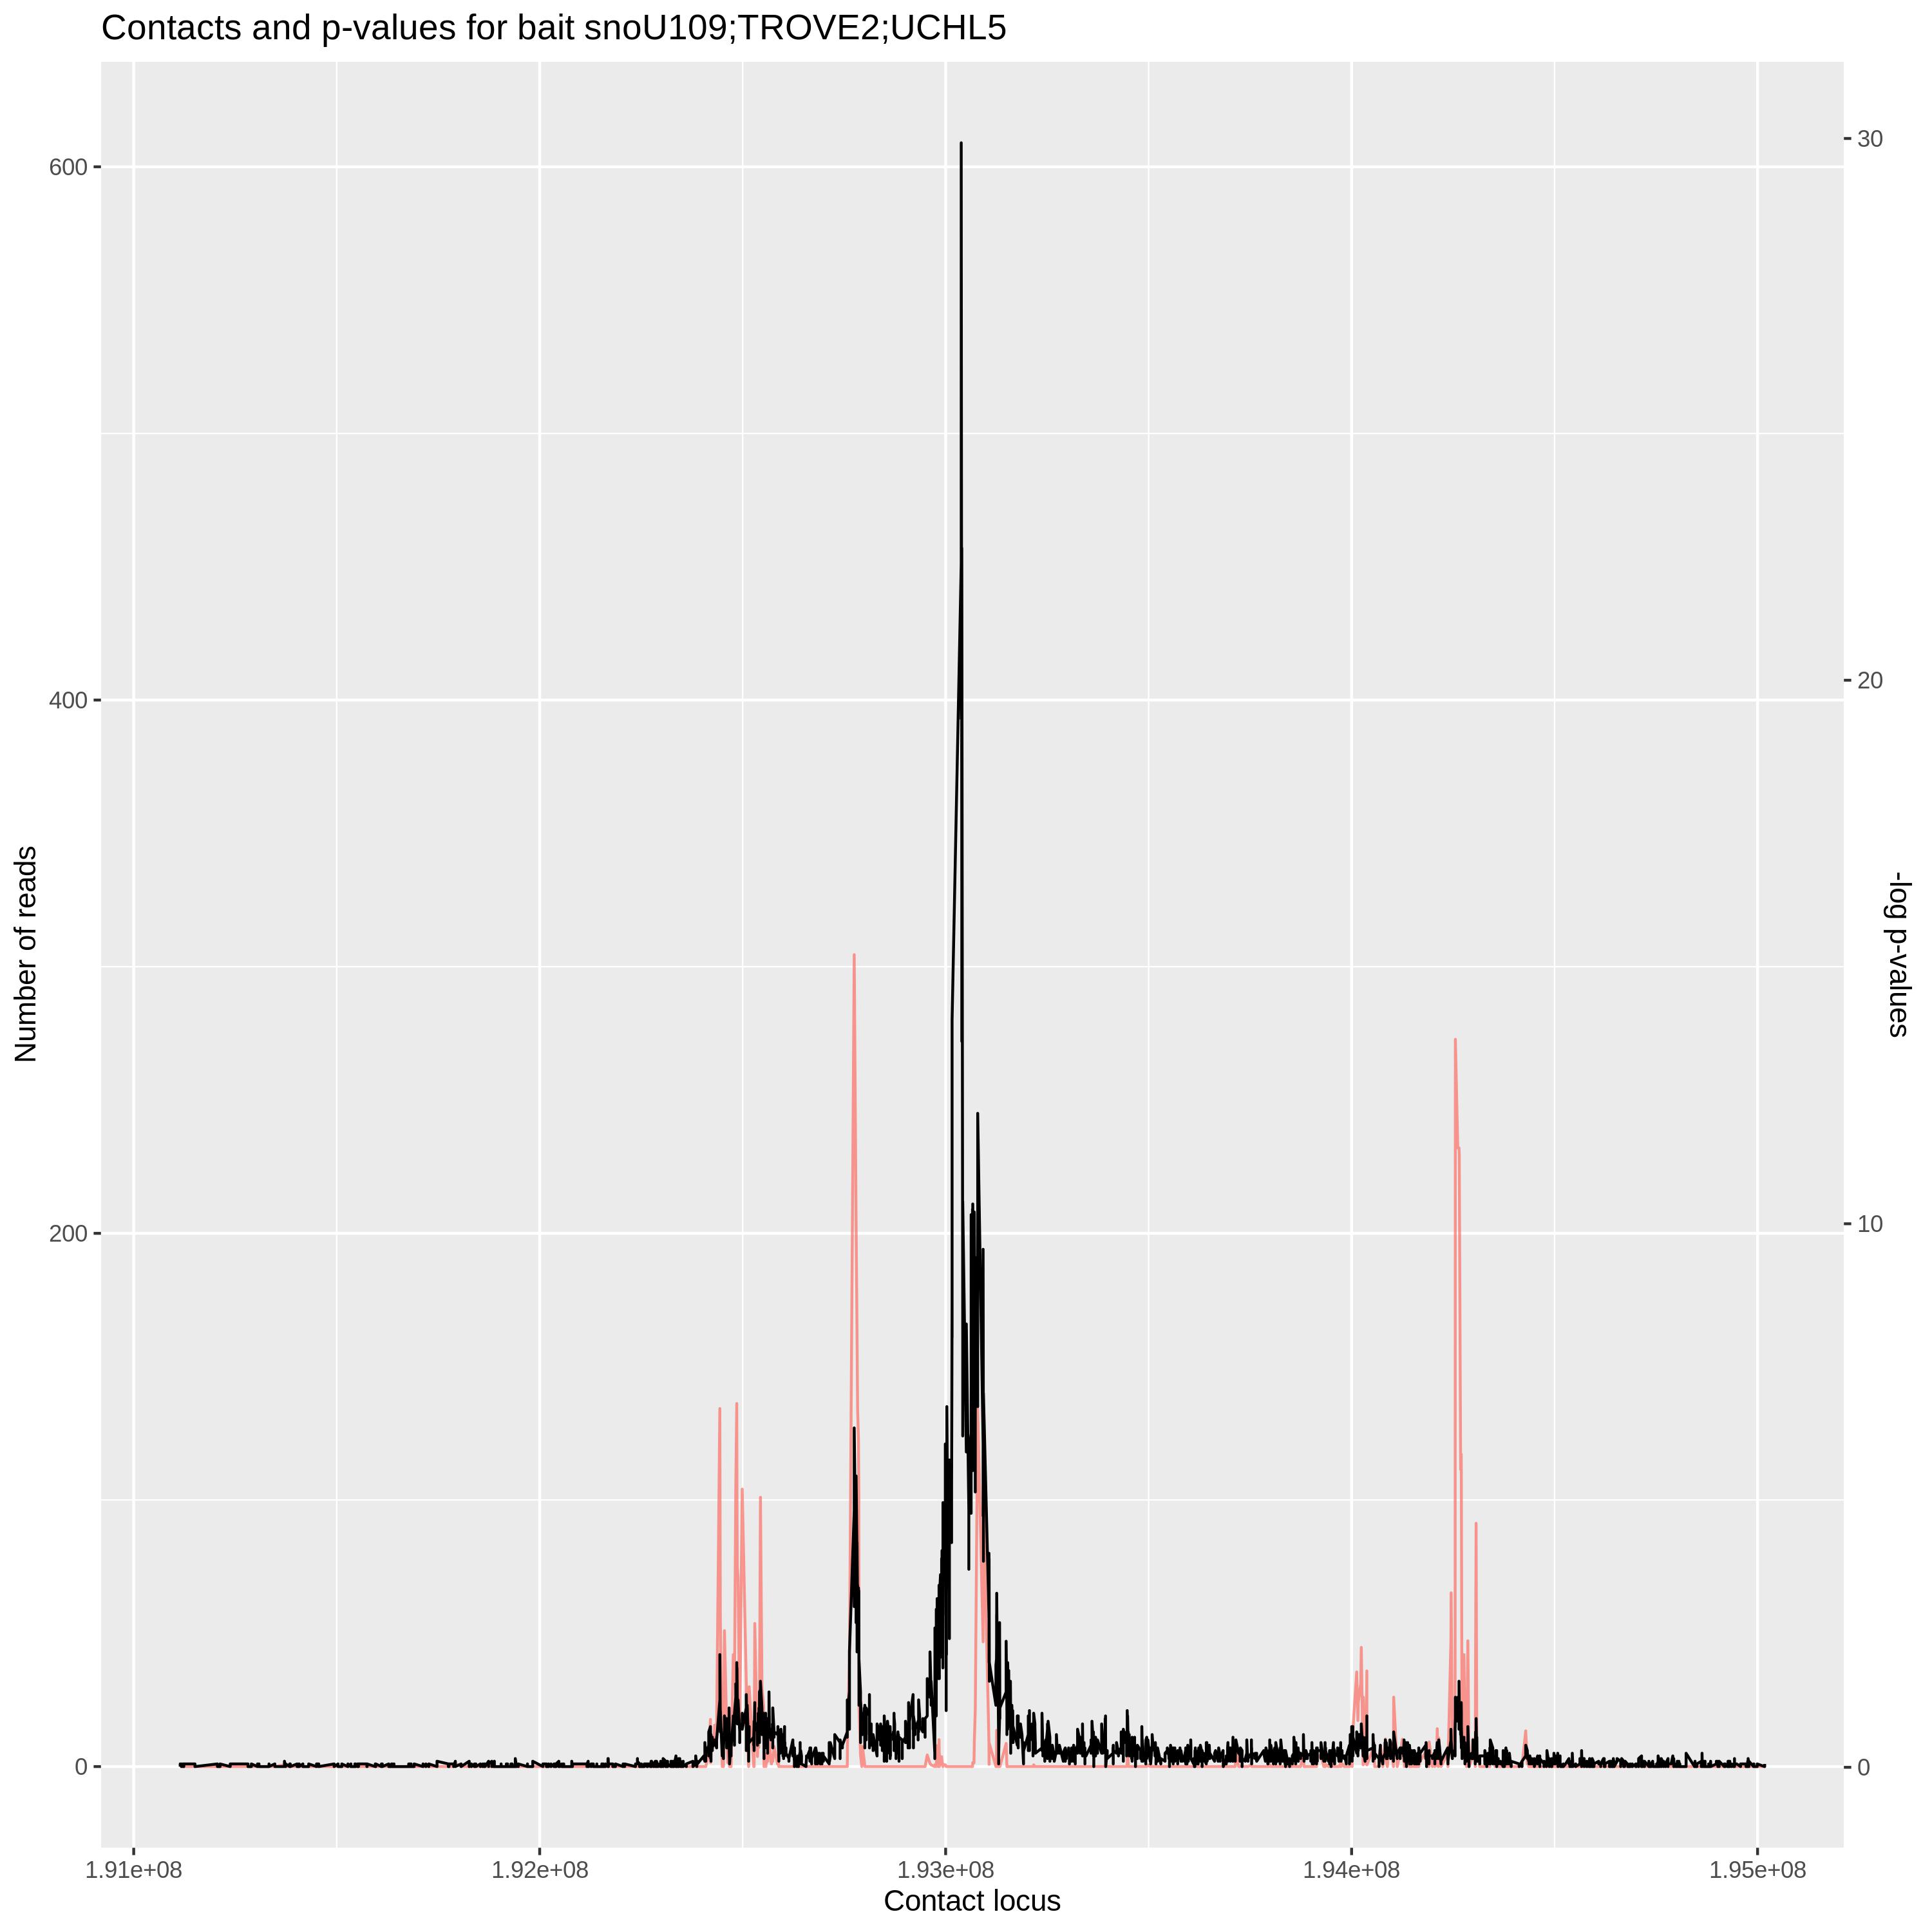 Contacts and p-values for bait snoU109;TROVE2;UCHL5
600
400
200
0
Number of reads
30
20
10
0
-log p-values
1.91e+08
1.92e+08
1.93e+08
1.94e+08
1.95e+08
Contact locus